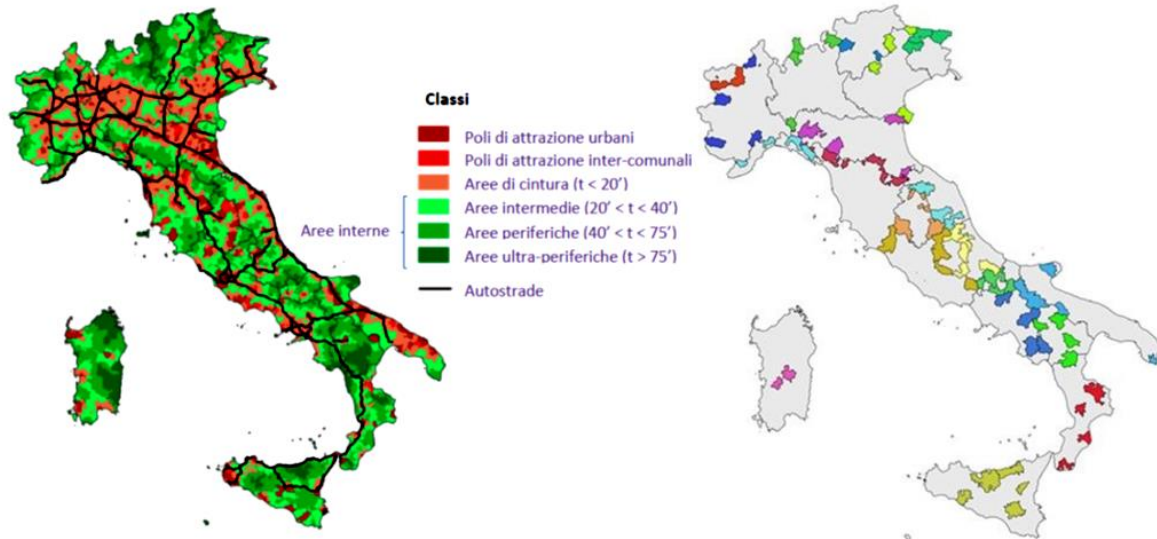 Classi
Poli di attrazione urbani
Poli di attrazione inter-comunali
Aree di cintura (t < 20')
Aree intermedie (20' < t < 40')
Aree interne
Aree periferiche (40' < t < 75')
Aree ultra-periferiche (t > 75')
Autostrade